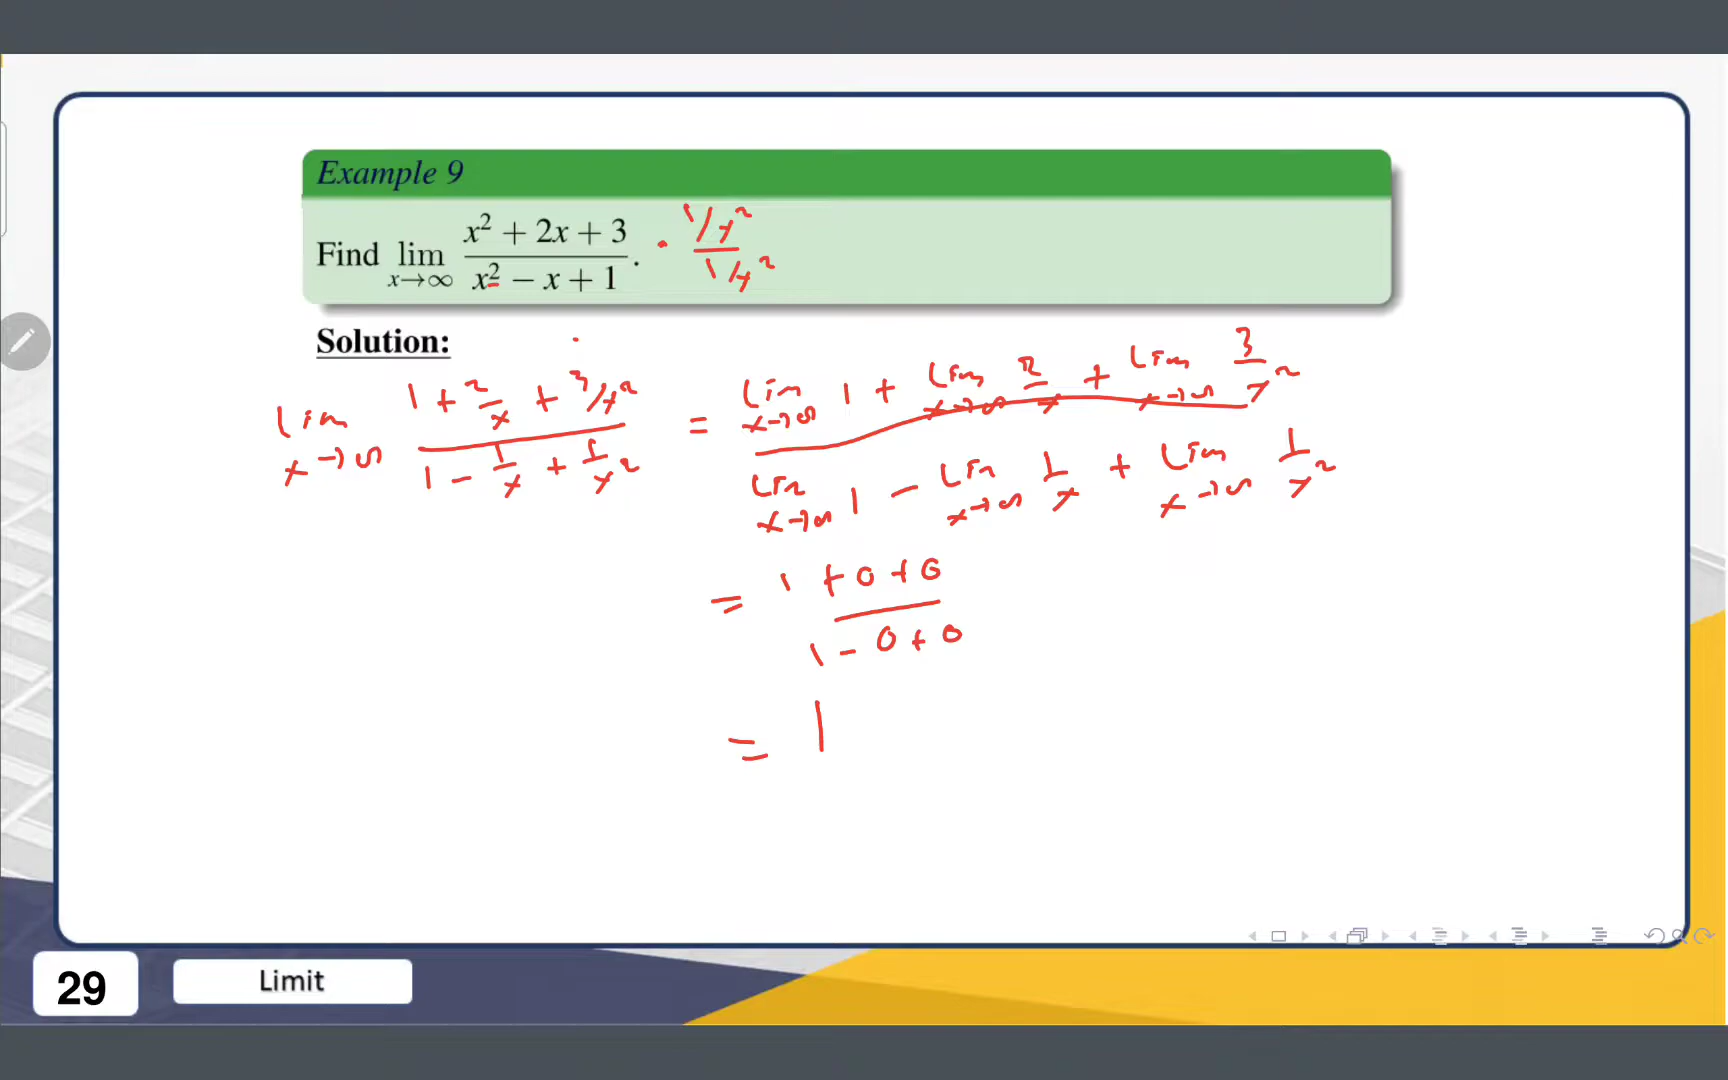 Example 9
Find lim x→∞ (x² + 2x + 3)/(x² − x + 1). · (1/x²)/(1/x²)
Solution:
lim x→∞ (1 + 2/x + 3/x²)/(1 − 1/x + 1/x²) = (lim x→∞ 1 + lim x→∞ 2/x + lim x→∞ 3/x²)/(lim x→∞ 1 − lim x→∞ 1/x + lim x→∞ 1/x²)
= (1 + 0 + 0)/(1 − 0 + 0)
= 1
29
Limit